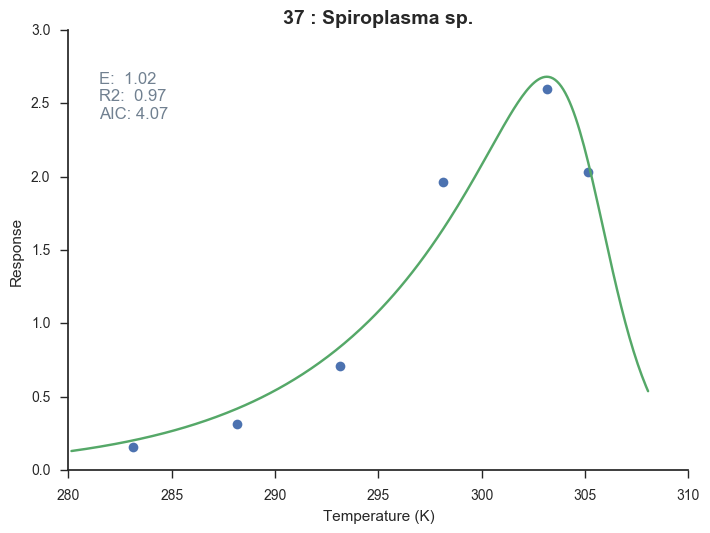 37 : Spiroplasma sp.
3.0
E: 1.02
R2: 0.97
AIC: 4.07
2.5
2.0
Response
1.5
1.0
0.5
0.0
280 285 290 295 300 305 310
Temperature (K)